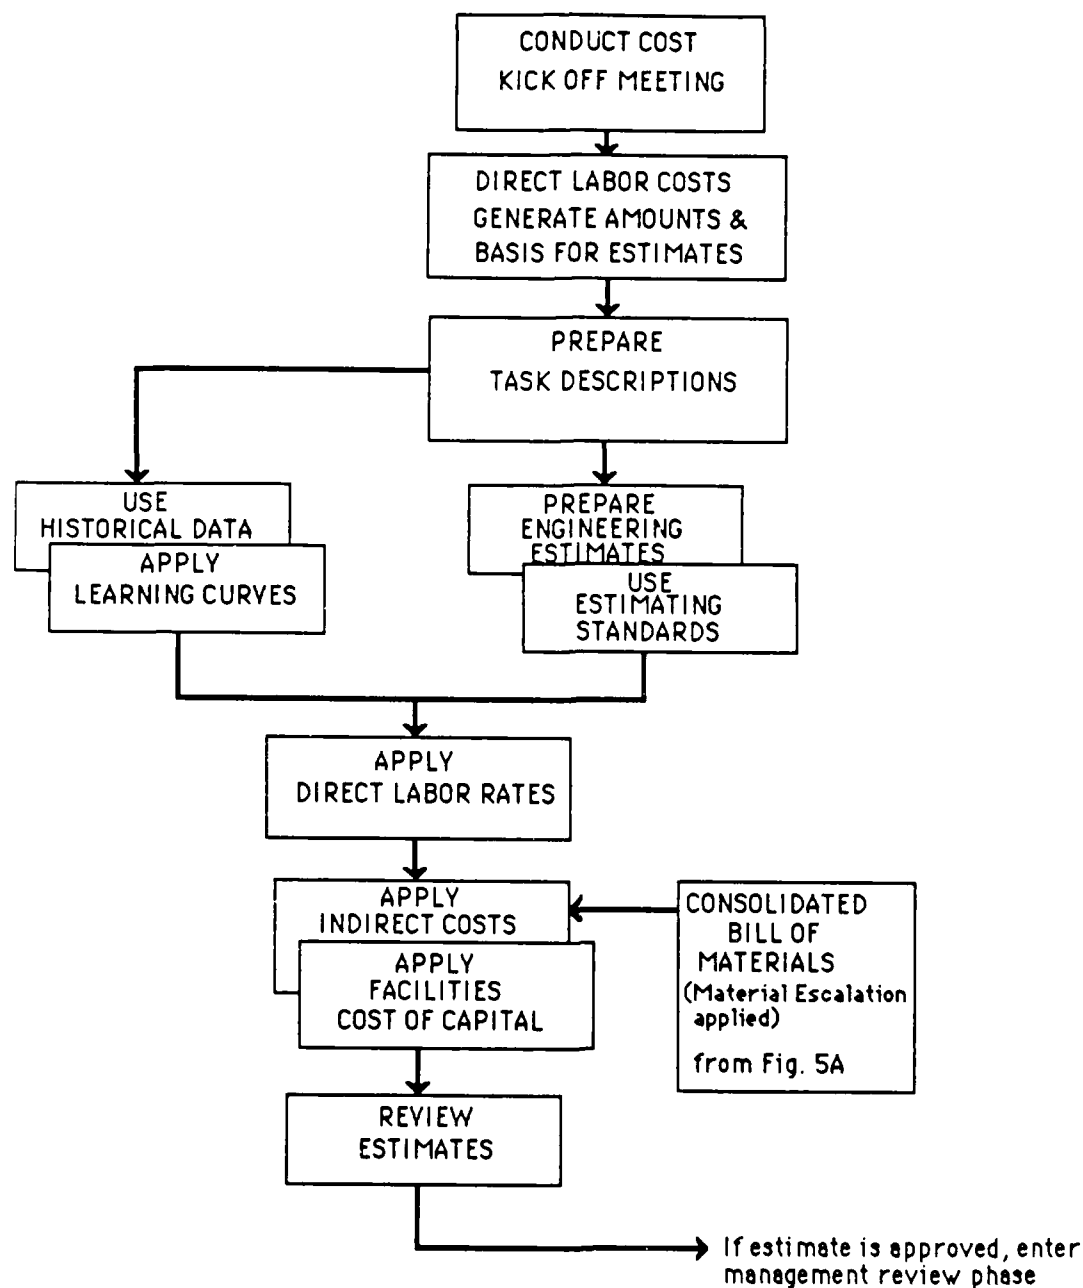 CONDUCT COST
KICK OFF MEETING
DIRECT LABOR COSTS
GENERATE AMOUNTS &
BASIS FOR ESTIMATES
PREPARE
TASK DESCRIPTIONS
USE
HISTORICAL DATA
APPLY
LEARNING CURVES
PREPARE
ENGINEERING
ESTIMATES
USE
ESTIMATING
STANDARDS
APPLY
DIRECT LABOR RATES
APPLY
INDIRECT COSTS
APPLY
FACILITIES
COST OF CAPITAL
CONSOLIDATED
BILL OF
MATERIALS
(Material Escalation
applied)
from Fig. 5A
REVIEW
ESTIMATES
If estimate is approved, enter
management review phase